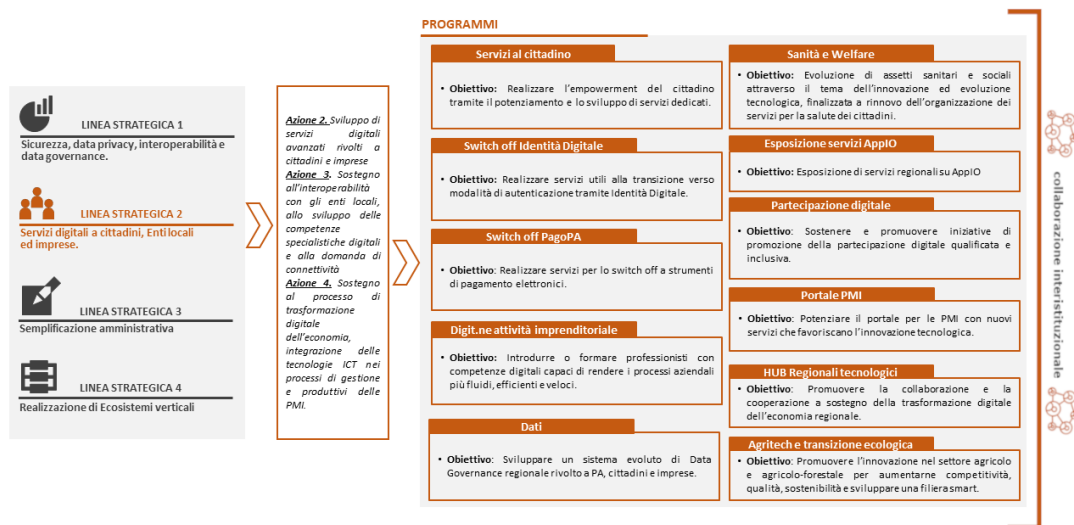 PROGRAMMI
LINEA STRATEGICA 1
Sicurezza, data privacy, interoperabilità e
data governance.
LINEA STRATEGICA 2
Servizi digitali a cittadini, Enti locali
ed imprese.
LINEA STRATEGICA 3
Semplificazione amministrativa
LINEA STRATEGICA 4
Realizzazione di Ecosistemi verticali
Azione 2. Sviluppo di
servizi digitali
avanzati rivolti a
cittadini e imprese
Azione 3. Sostegno
all'interoperabilità
con gli enti locali,
allo sviluppo delle
competenze
specialistiche digitali
e alla domanda di
connettività
Azione 4. Sostegno
al processo di
trasformazione
digitale
dell'economia,
integrazione delle
tecnologie ICT nei
processi di gestione
e produttivi delle
PMI.
Servizi al cittadino
• Obiettivo: Realizzare l'empowerment del cittadino
tramite il potenziamento e lo sviluppo di servizi dedicati.
Switch off Identità Digitale
• Obiettivo: Realizzare servizi utili alla transizione verso
modalità di autenticazione tramite Identità Digitale.
Switch off PagoPA
• Obiettivo: Realizzare servizi per lo switch off a strumenti
di pagamento elettronici.
Digit.ne attività imprenditoriale
• Obiettivo: Introdurre o formare professionisti con
competenze digitali capaci di rendere i processi aziendali
più fluidi, efficienti e veloci.
Dati
• Obiettivo: Sviluppare un sistema evoluto di Data
Governance regionale rivolto a PA, cittadini e imprese.
Sanità e Welfare
• Obiettivo: Evoluzione di assetti sanitari e sociali
attraverso il tema dell'innovazione ed evoluzione
tecnologica, finalizzata a rinnovo dell'organizzazione dei
servizi per la salute dei cittadini.
Esposizione servizi AppIO
• Obiettivo: Esposizione di servizi regionali su AppIO
Partecipazione digitale
• Obiettivo: Sostenere e promuovere iniziative di
promozione della partecipazione digitale qualificata e
inclusiva.
Portale PMI
• Obiettivo: Potenziare il portale per le PMI con nuovi
servizi che favoriscano l'innovazione tecnologica.
HUB Regionali tecnologici
• Obiettivo: Promuovere la collaborazione e la
cooperazione a sostegno della trasformazione digitale
dell'economia regionale.
Agritech e transizione ecologica
• Obiettivo: Promuovere l'innovazione nel settore agricolo
e agricolo-forestale per aumentarne competitività,
qualità, sostenibilità e sviluppare una filiera smart.
collaborazione interistituzionale